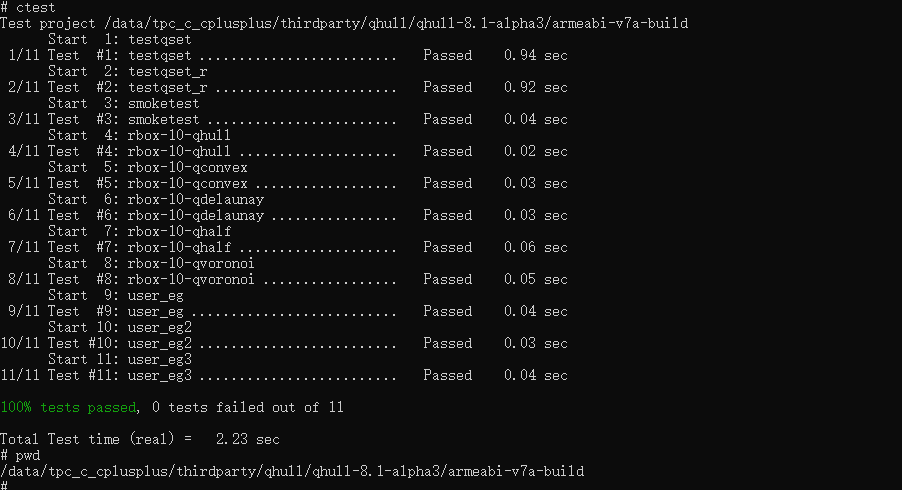 # ctest
Test project /data/tpc_c_cplusplus/thirdparty/qhull/qhull-8.1-alpha3/armeabi-v7a-build
      Start  1: testqset
 1/11 Test  #1: testqset .........................   Passed    0.94 sec
      Start  2: testqset_r
 2/11 Test  #2: testqset_r .......................   Passed    0.92 sec
      Start  3: smoketest
 3/11 Test  #3: smoketest ........................   Passed    0.04 sec
      Start  4: rbox-10-qhull
 4/11 Test  #4: rbox-10-qhull ....................   Passed    0.02 sec
      Start  5: rbox-10-qconvex
 5/11 Test  #5: rbox-10-qconvex ..................   Passed    0.03 sec
      Start  6: rbox-10-qdelaunay
 6/11 Test  #6: rbox-10-qdelaunay ................   Passed    0.03 sec
      Start  7: rbox-10-qhalf
 7/11 Test  #7: rbox-10-qhalf ....................   Passed    0.06 sec
      Start  8: rbox-10-qvoronoi
 8/11 Test  #8: rbox-10-qvoronoi .................   Passed    0.05 sec
      Start  9: user_eg
 9/11 Test  #9: user_eg ..........................   Passed    0.04 sec
      Start 10: user_eg2
10/11 Test #10: user_eg2 .........................   Passed    0.03 sec
      Start 11: user_eg3
11/11 Test #11: user_eg3 .........................   Passed    0.04 sec
100% tests passed, 0 tests failed out of 11
Total Test time (real) =   2.23 sec
# pwd
/data/tpc_c_cplusplus/thirdparty/qhull/qhull-8.1-alpha3/armeabi-v7a-build
#